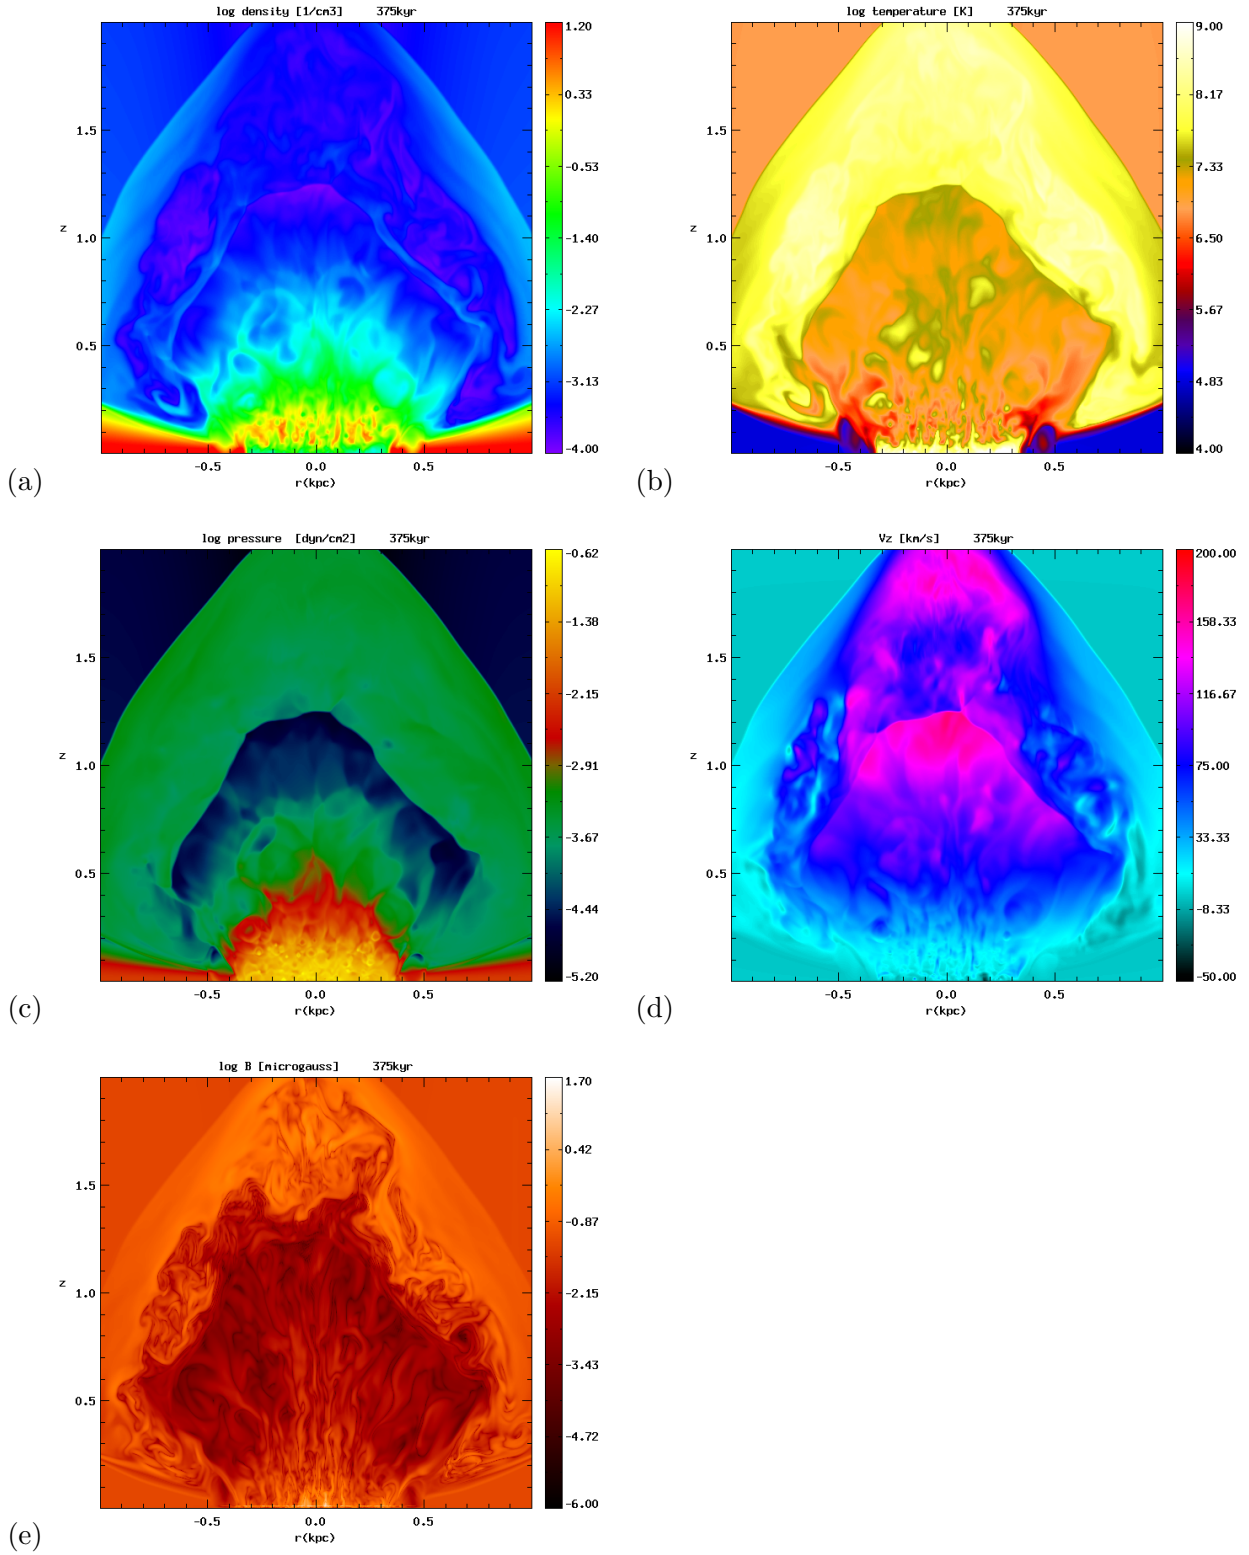 log density [1/cm3] 375kyr
1.20
0.33
-0.53
-1.40
-2.27
-3.13
-4.00
1.5
z
1.0
0.5
-0.5 0.0 0.5
r(kpc)
(a)
log temperature [K] 375kyr
9.00
8.17
7.33
6.50
5.67
4.83
4.00
1.5
z
1.0
0.5
-0.5 0.0 0.5
r(kpc)
(b)
log pressure [dyn/cm2] 375kyr
-0.62
-1.38
-2.15
-2.91
-3.67
-4.44
-5.20
1.5
z
1.0
0.5
-0.5 0.0 0.5
r(kpc)
(c)
Vz [km/s] 375kyr
200.00
158.33
116.67
75.00
33.33
-8.33
-50.00
1.5
z
1.0
0.5
-0.5 0.0 0.5
r(kpc)
(d)
log B [microgauss] 375kyr
1.70
0.42
-0.87
-2.15
-3.43
-4.72
-6.00
1.5
z
1.0
0.5
-0.5 0.0 0.5
r(kpc)
(e)